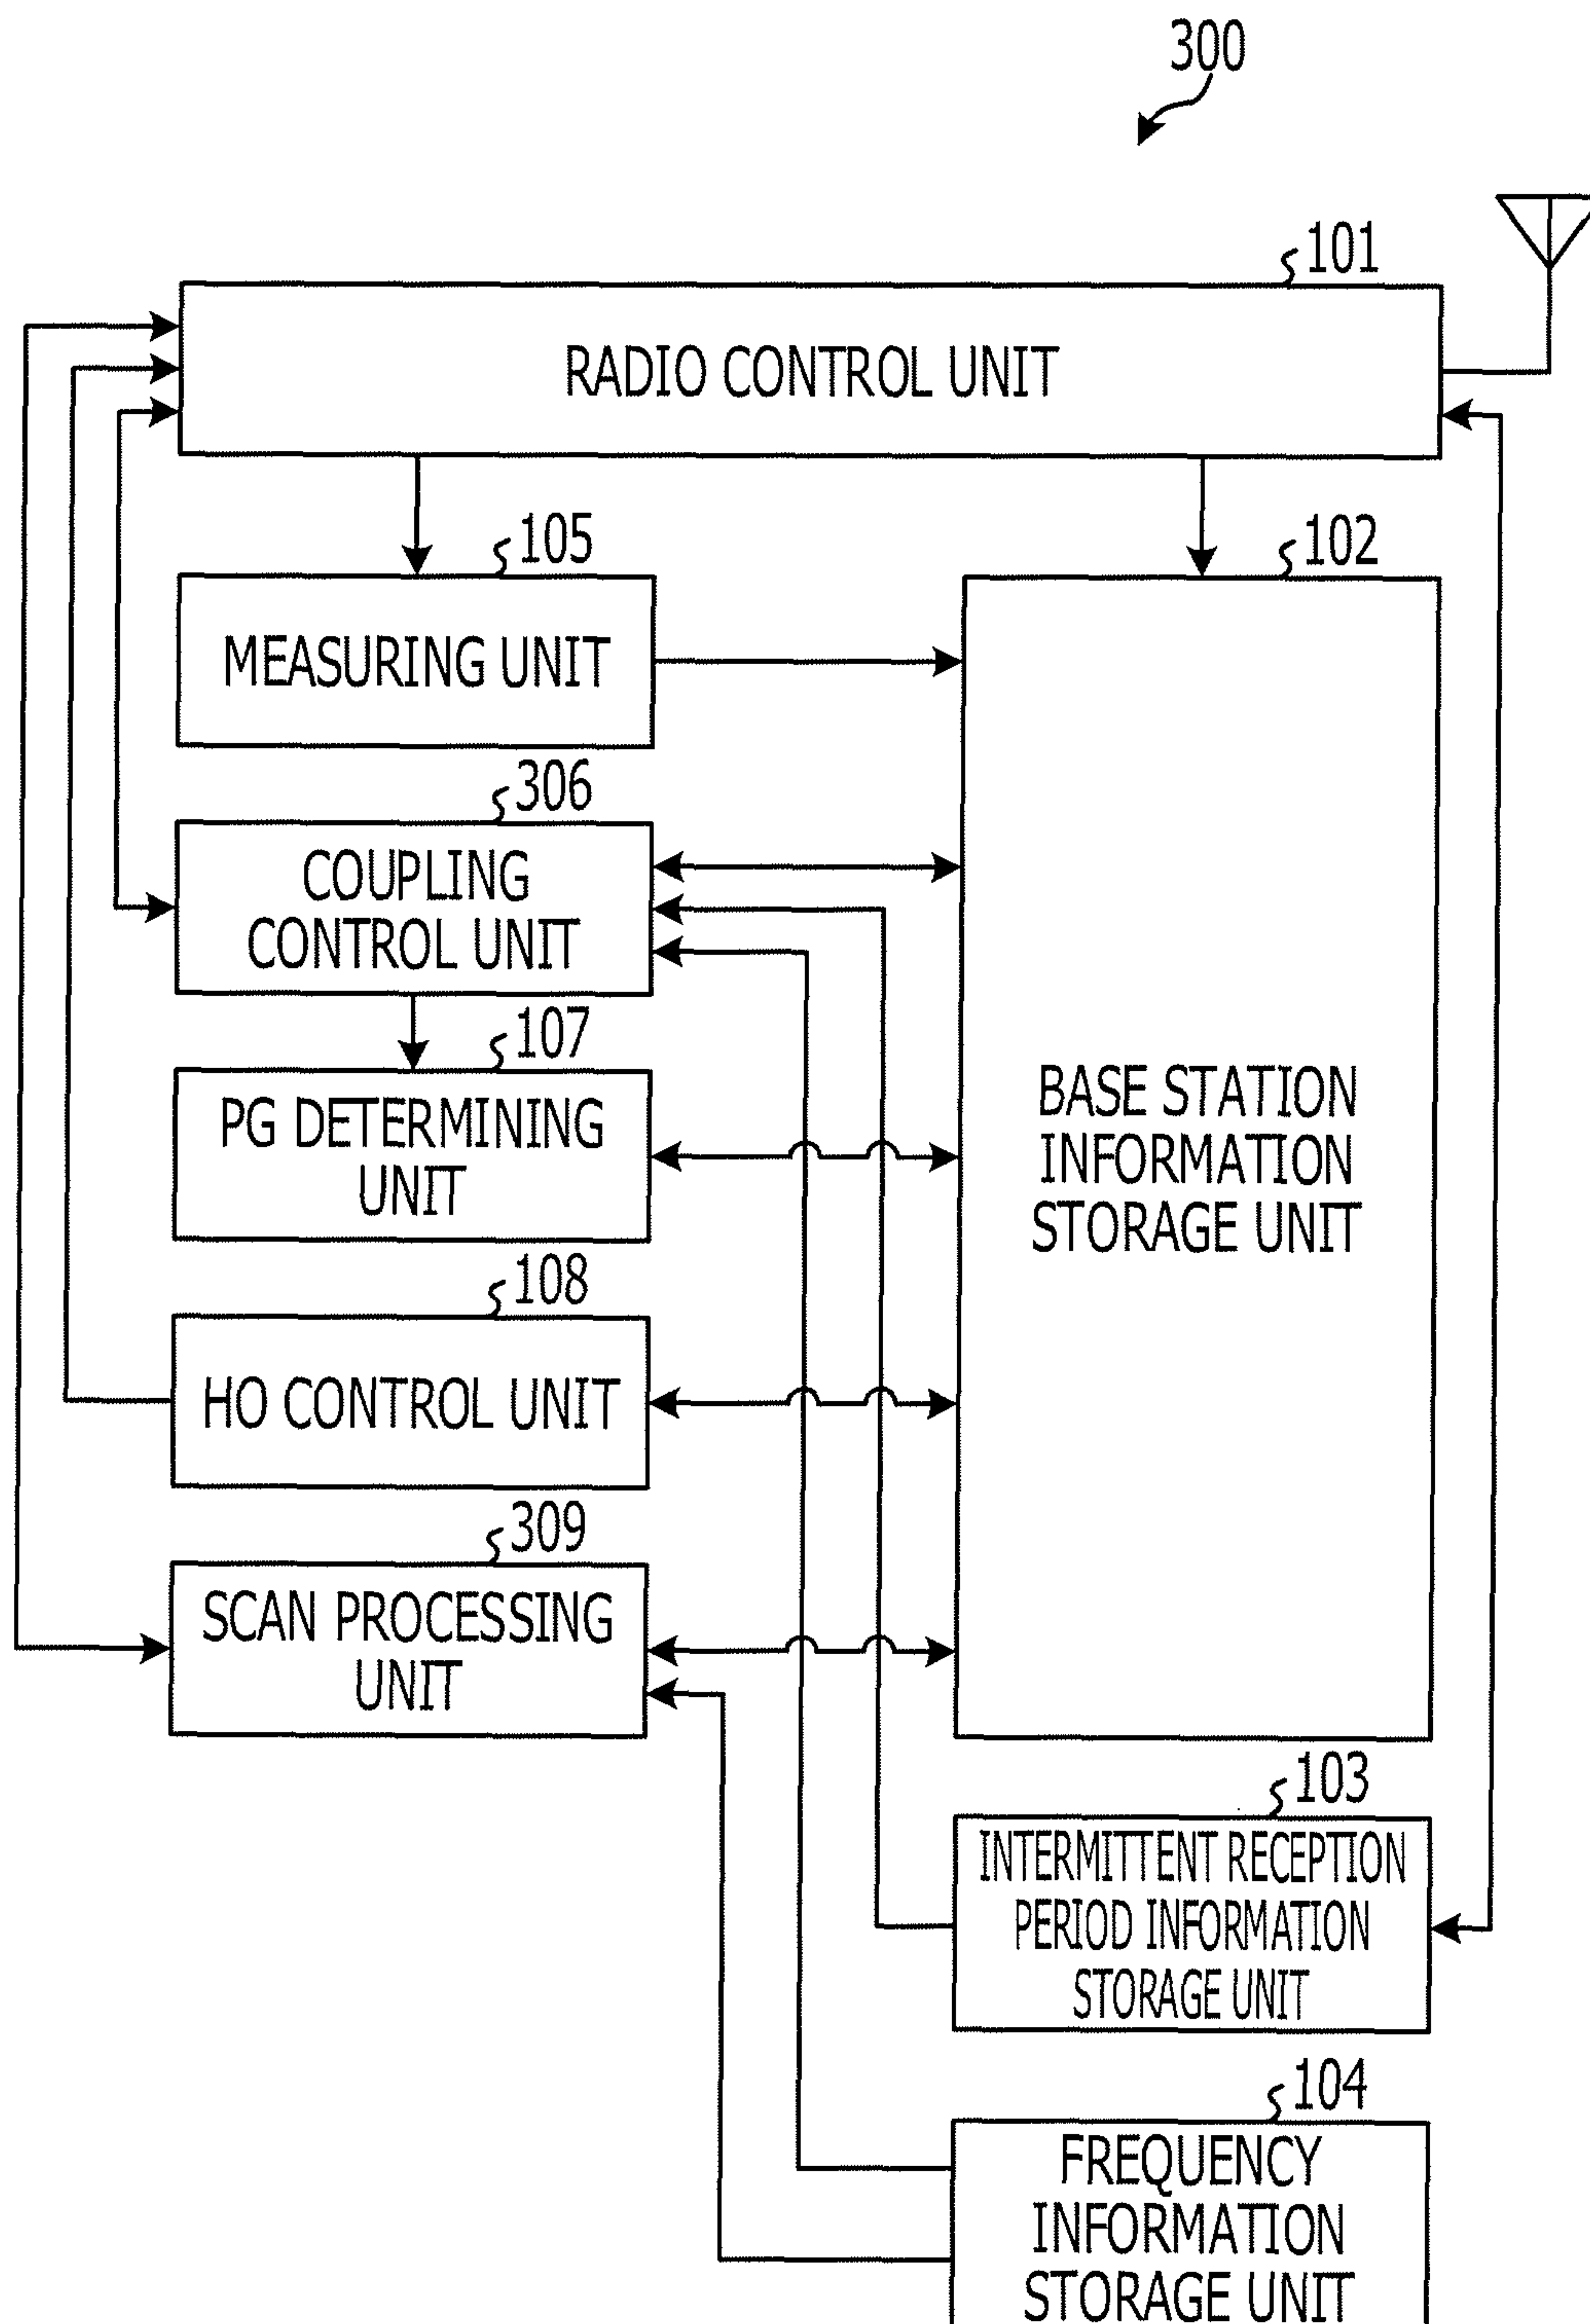 300
101
RADIO CONTROL UNIT
105
102
MEASURING UNIT
306
COUPLING
CONTROL UNIT
107
PG DETERMINING
UNIT
BASE STATION
INFORMATION
STORAGE UNIT
108
HO CONTROL UNIT
309
SCAN PROCESSING
UNIT
103
INTERMITTENT RECEPTION
PERIOD INFORMATION
STORAGE UNIT
104
FREQUENCY
INFORMATION
STORAGE UNIT